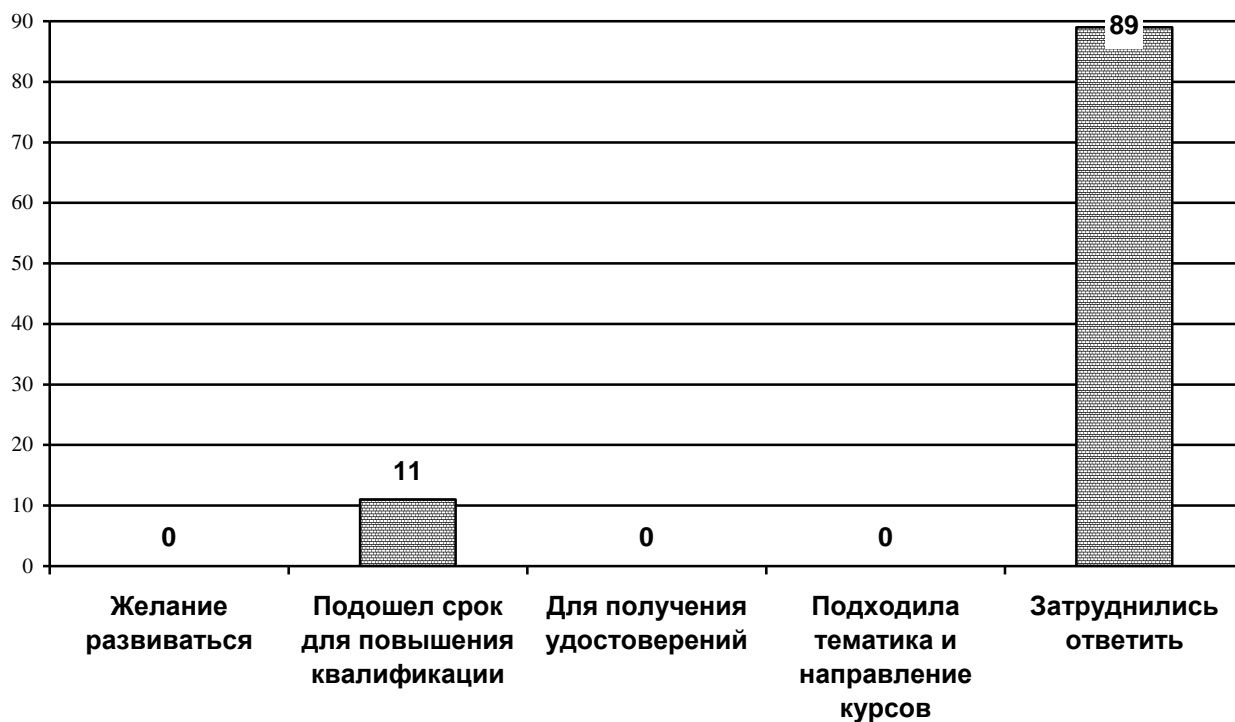 90
89
80
70
60
50
40
30
20
11
10
0
0
0
0
Желание
развиваться
Подошел срок
для повышения
квалификации
Для получения
удостоверений
Подходила
тематика и
направление
курсов
Затруднились
ответить